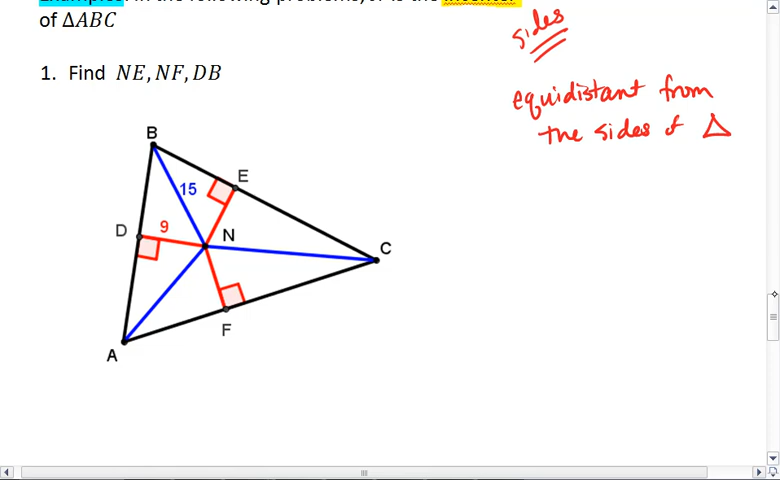 of ΔABC
sides
1. Find NE, NF, DB
equidistant from
the sides of Δ
B
15
E
D
9
N
C
F
A